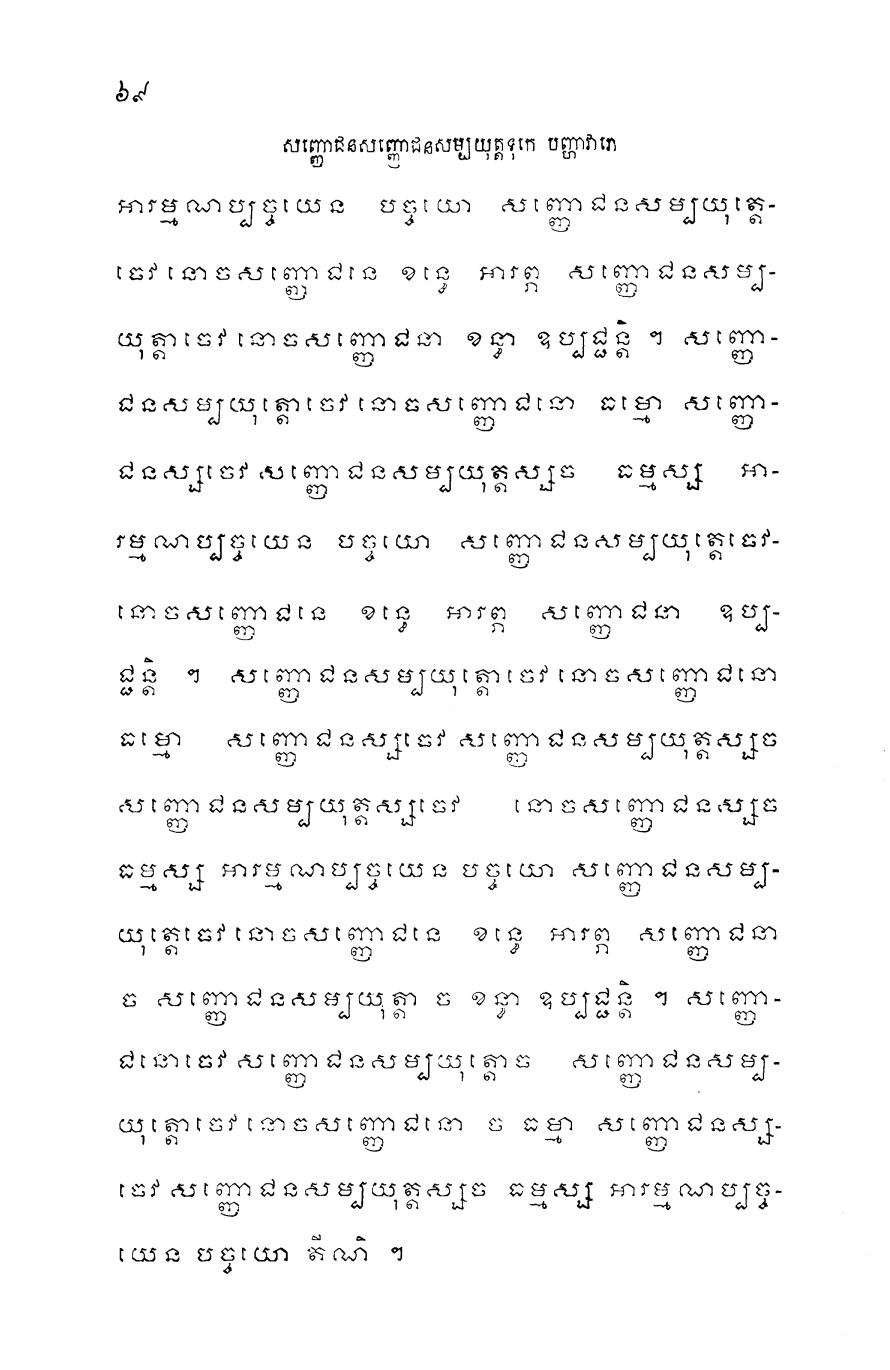 ៦៩
សញ្ញោជនសញ្ញោជនសម្បយុត្តទុកេ បញ្ហាវារោ
អារម្មណប្បច្ចយេន បច្ចយោ សញ្ញោជនសម្បយុត្តេ-
ចេវនោចសញ្ញោជនេ ខន្ធេ អារព្ភ សញ្ញោជនសម្ប-
យុត្តាចេវនោចសញ្ញោជនា ខន្ធា ឧប្បជ្ជន្តិ ។ សញ្ញោ-
ជនសម្បយុត្តោចេវនោចសញ្ញោជនោ ធម្មោ សញ្ញោ-
ជនស្សចេវសញ្ញោជនសម្បយុត្តស្សច ធម្មស្ស អា-
រម្មណប្បច្ចយេន បច្ចយោ សញ្ញោជនសម្បយុត្តេចេវ-
នោចសញ្ញោជនេ ខន្ធេ អារព្ភ សញ្ញោជនា ឧប្ប-
ជ្ជន្តិ ។ សញ្ញោជនសម្បយុត្តោចេវនោចសញ្ញោជនោ
ធម្មោ សញ្ញោជនស្សចេវសញ្ញោជនសម្បយុត្តស្សច
សញ្ញោជនសម្បយុត្តស្សចេវ នោចសញ្ញោជនស្សច
ធម្មស្ស អារម្មណប្បច្ចយេន បច្ចយោ សញ្ញោជនសម្ប-
យុត្តេចេវនោចសញ្ញោជនេ ខន្ធេ អារព្ភ សញ្ញោជនា
ច សញ្ញោជនសម្បយុត្តា ច ខន្ធា ឧប្បជ្ជន្តិ ។ សញ្ញោ-
ជនោចេវសញ្ញោជនសម្បយុត្តោច សញ្ញោជនសម្ប-
យុត្តោចេវនោចសញ្ញោជនោ ច ធម្មា សញ្ញោជនស្ស-
ចេវសញ្ញោជនសម្បយុត្តស្សច ធម្មស្ស អារម្មណប្បច្ច-
យេន បច្ចយោ តីណិ ។